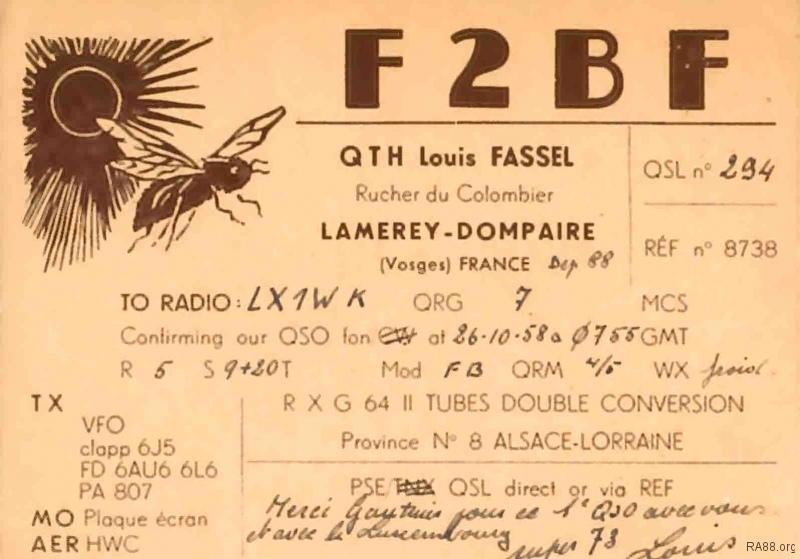 F2BF
QTH Louis FASSEL
Rucher du Colombier
LAMEREY-DOMPAIRE
(Vosges) FRANCE Dep 88
QSL n° 294
RÉF n° 8738
TO RADIO: LX1WK QRG 7 MCS
Confirming our QSO fon CW at 26-10-58 a 0755 GMT
R 5 S 9+20 T Mod FB QRM 4/5 WX froid
TX
VFO
clapp 6J5
FD 6AU6 6L6
PA 807
MO Plaque écran
AER HWC
R X G 64 II TUBES DOUBLE CONVERSION
Province N° 8 ALSACE-LORRAINE
PSE/TNX QSL direct or via REF
Merci pour ce 1° QSO avec vous
et avec le Luxembourg
super 73 Louis
RA88.org